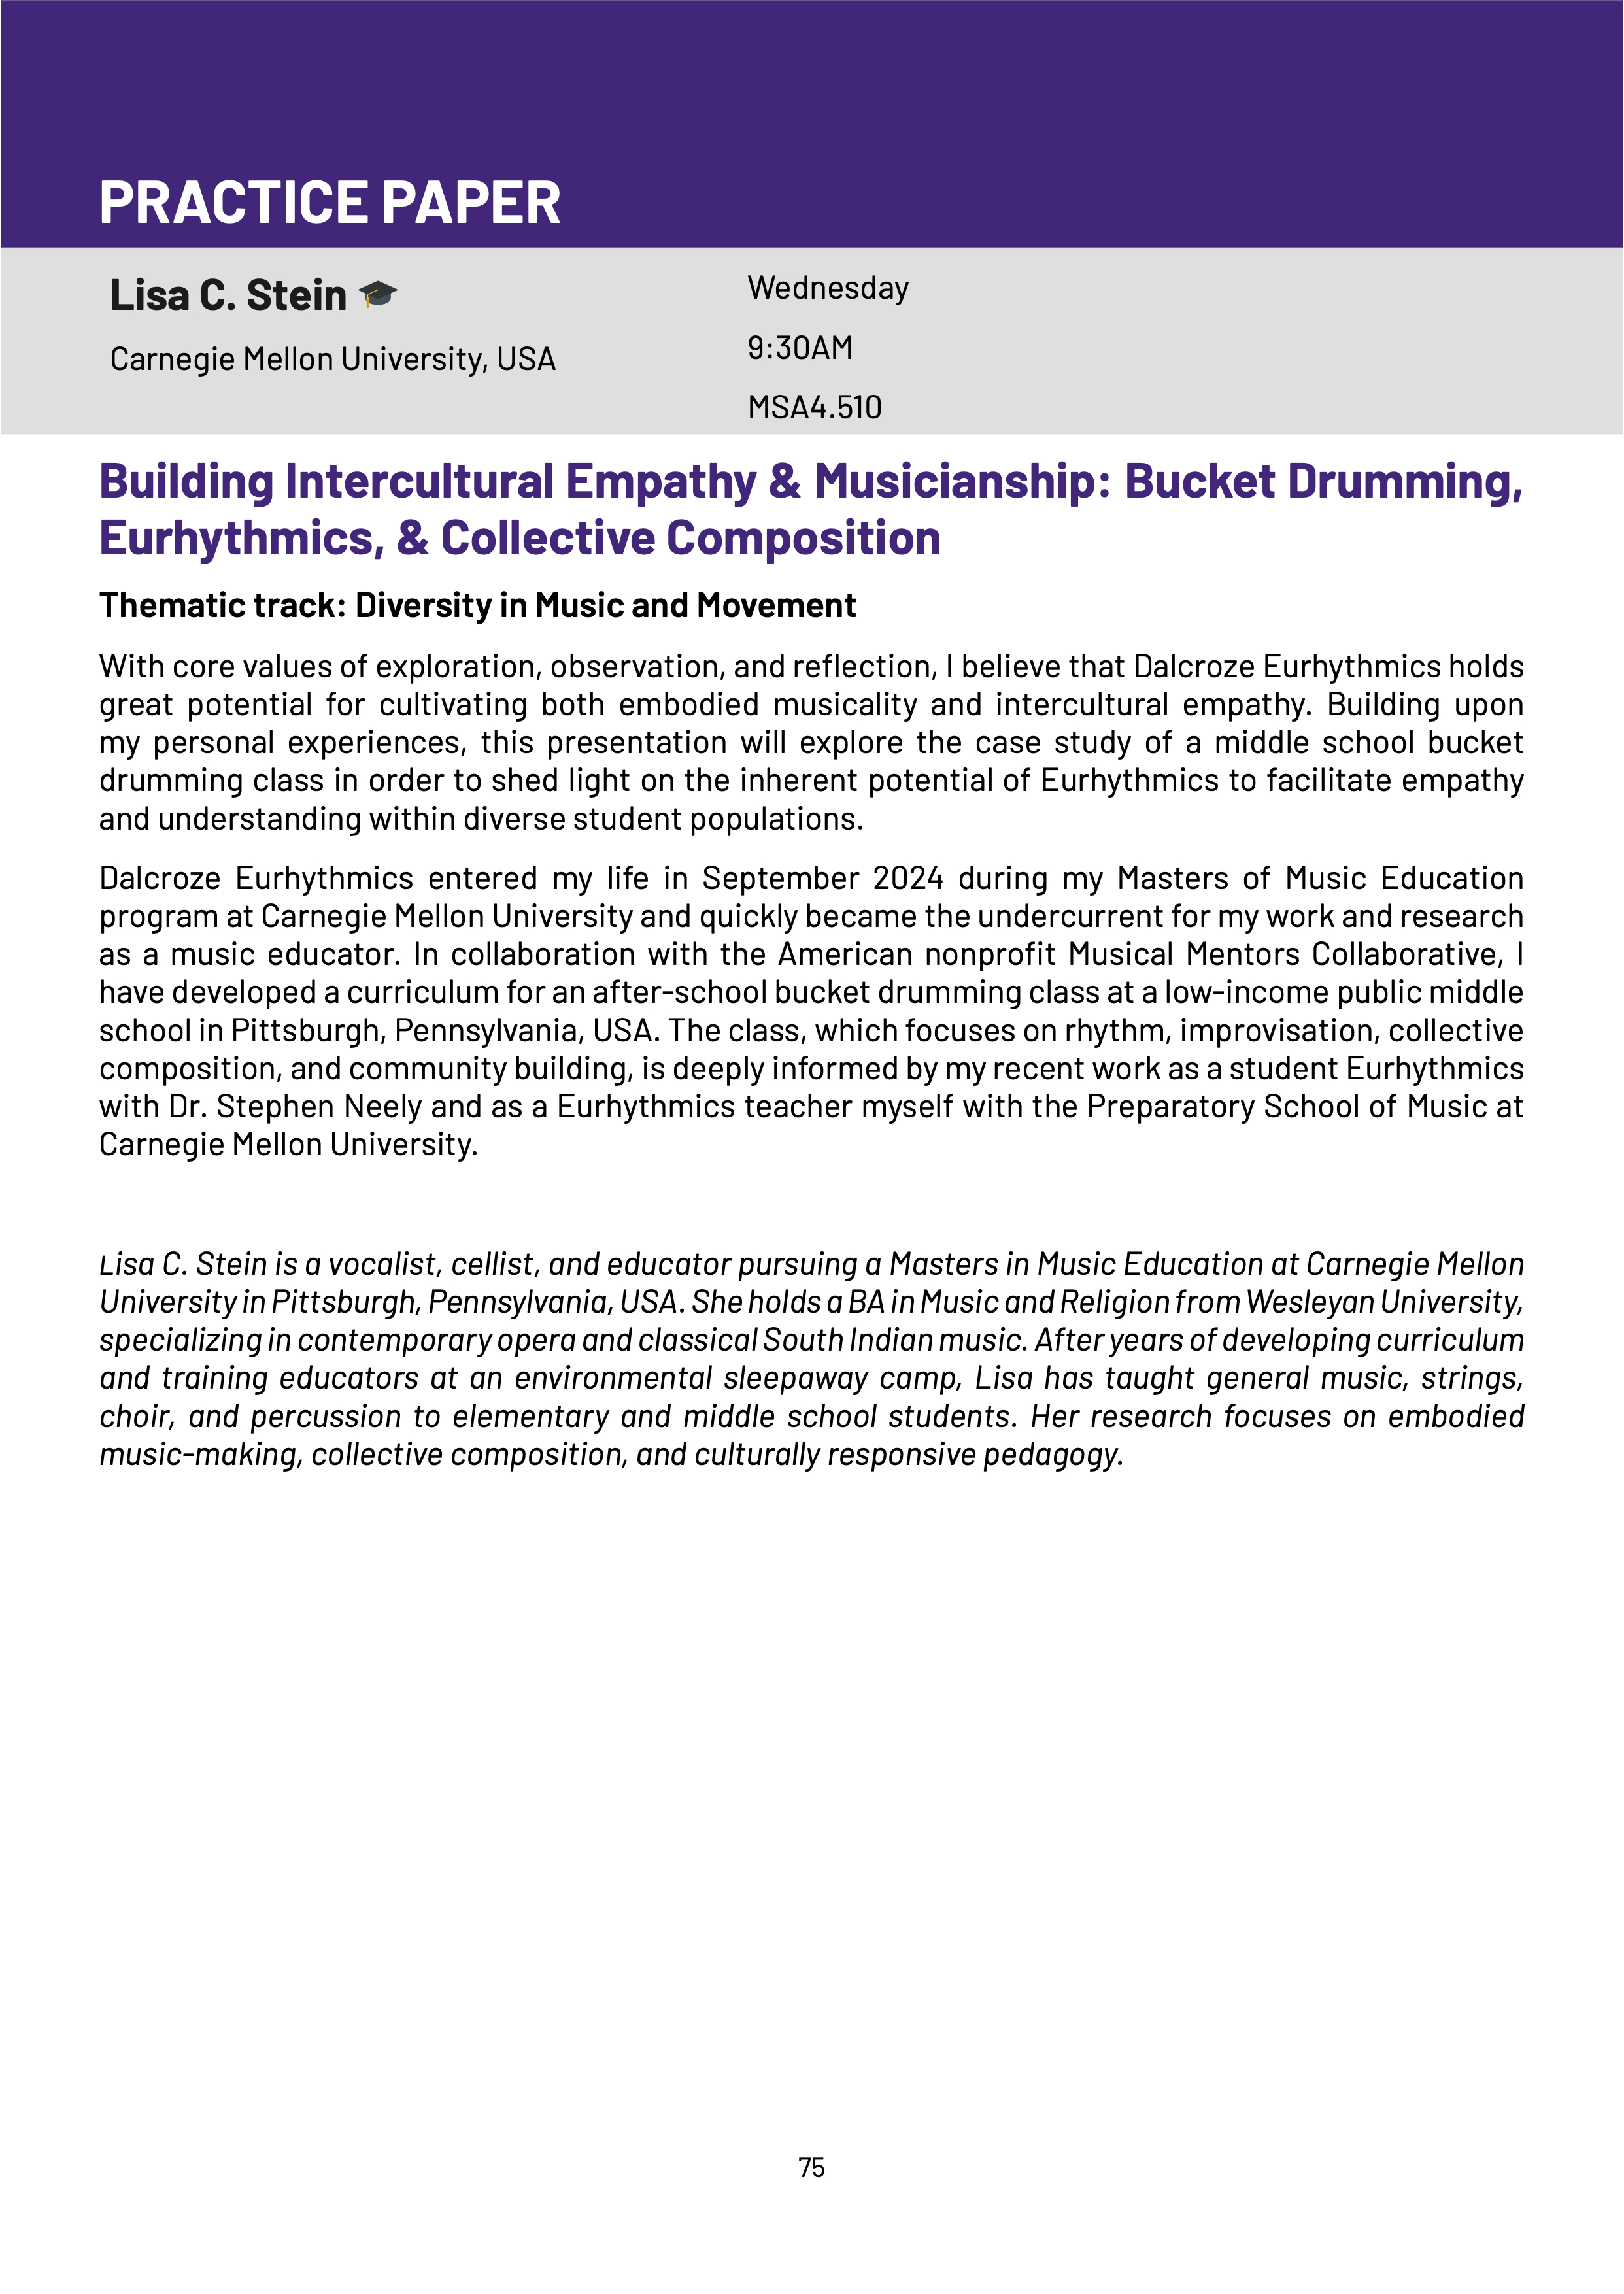 PRACTICE PAPER
Lisa C. Stein
Carnegie Mellon University, USA
Wednesday
9:30AM
MSA4.510
Building Intercultural Empathy & Musicianship: Bucket Drumming,
Eurhythmics, & Collective Composition
Thematic track: Diversity in Music and Movement
With core values of exploration, observation, and reflection, I believe that Dalcroze Eurhythmics holds
great potential for cultivating both embodied musicality and intercultural empathy. Building upon
my personal experiences, this presentation will explore the case study of a middle school bucket
drumming class in order to shed light on the inherent potential of Eurhythmics to facilitate empathy
and understanding within diverse student populations.
Dalcroze Eurhythmics entered my life in September 2024 during my Masters of Music Education
program at Carnegie Mellon University and quickly became the undercurrent for my work and research
as a music educator. In collaboration with the American nonprofit Musical Mentors Collaborative, I
have developed a curriculum for an after-school bucket drumming class at a low-income public middle
school in Pittsburgh, Pennsylvania, USA. The class, which focuses on rhythm, improvisation, collective
composition, and community building, is deeply informed by my recent work as a student Eurhythmics
with Dr. Stephen Neely and as a Eurhythmics teacher myself with the Preparatory School of Music at
Carnegie Mellon University.
Lisa C. Stein is a vocalist, cellist, and educator pursuing a Masters in Music Education at Carnegie Mellon
University in Pittsburgh, Pennsylvania, USA. She holds a BA in Music and Religion from Wesleyan University,
specializing in contemporary opera and classical South Indian music. After years of developing curriculum
and training educators at an environmental sleepaway camp, Lisa has taught general music, strings,
choir, and percussion to elementary and middle school students. Her research focuses on embodied
music-making, collective composition, and culturally responsive pedagogy.
75